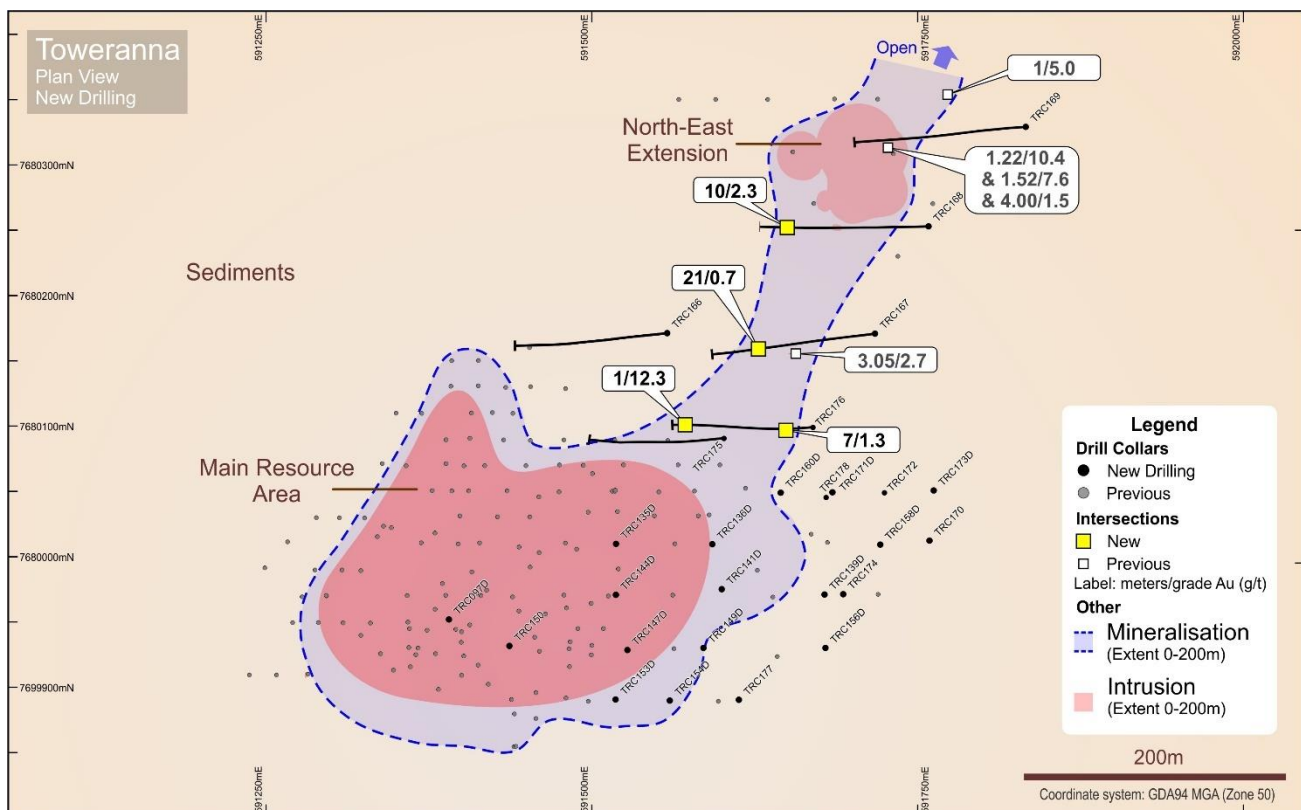 Toweranna
Plan View
New Drilling
591250mE
591500mE
591750mE
592000mE
Open
1/5.0
TRC169
North-East
Extension
7680300mN
1.22/10.4
& 1.52/7.6
& 4.00/1.5
10/2.3
TRC168
Sediments
21/0.7
7680200mN
TRC166
TRC167
3.05/2.7
1/12.3
TRC176
7680100mN
7/1.3
TRC175
Main Resource
Area
TRC160D
TRC178
TRC171D
TRC172
TRC173D
TRC135D
TRC136D
TRC158D
TRC170
7680000mN
TRC144D
TRC141D
TRC139D
TRC174
TRC097D
TRC150
TRC147D
TRC149D
TRC156D
7699900mN
TRC153D
TRC154D
TRC177
Legend
Drill Collars
New Drilling
Previous
Intersections
New
Previous
Label: meters/grade Au (g/t)
Other
Mineralisation
(Extent 0-200m)
Intrusion
(Extent 0-200m)
200m
Coordinate system: GDA94 MGA (Zone 50)
591250mE
591500mE
591750mE
592000mE